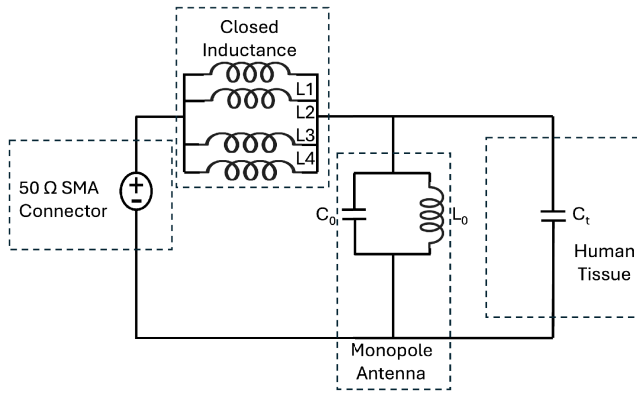 Closed
Inductance
L1
L2
L3
L4
50 Ω SMA
Connector
+
-
C₀
L₀
Cₜ
Human
Tissue
Monopole
Antenna